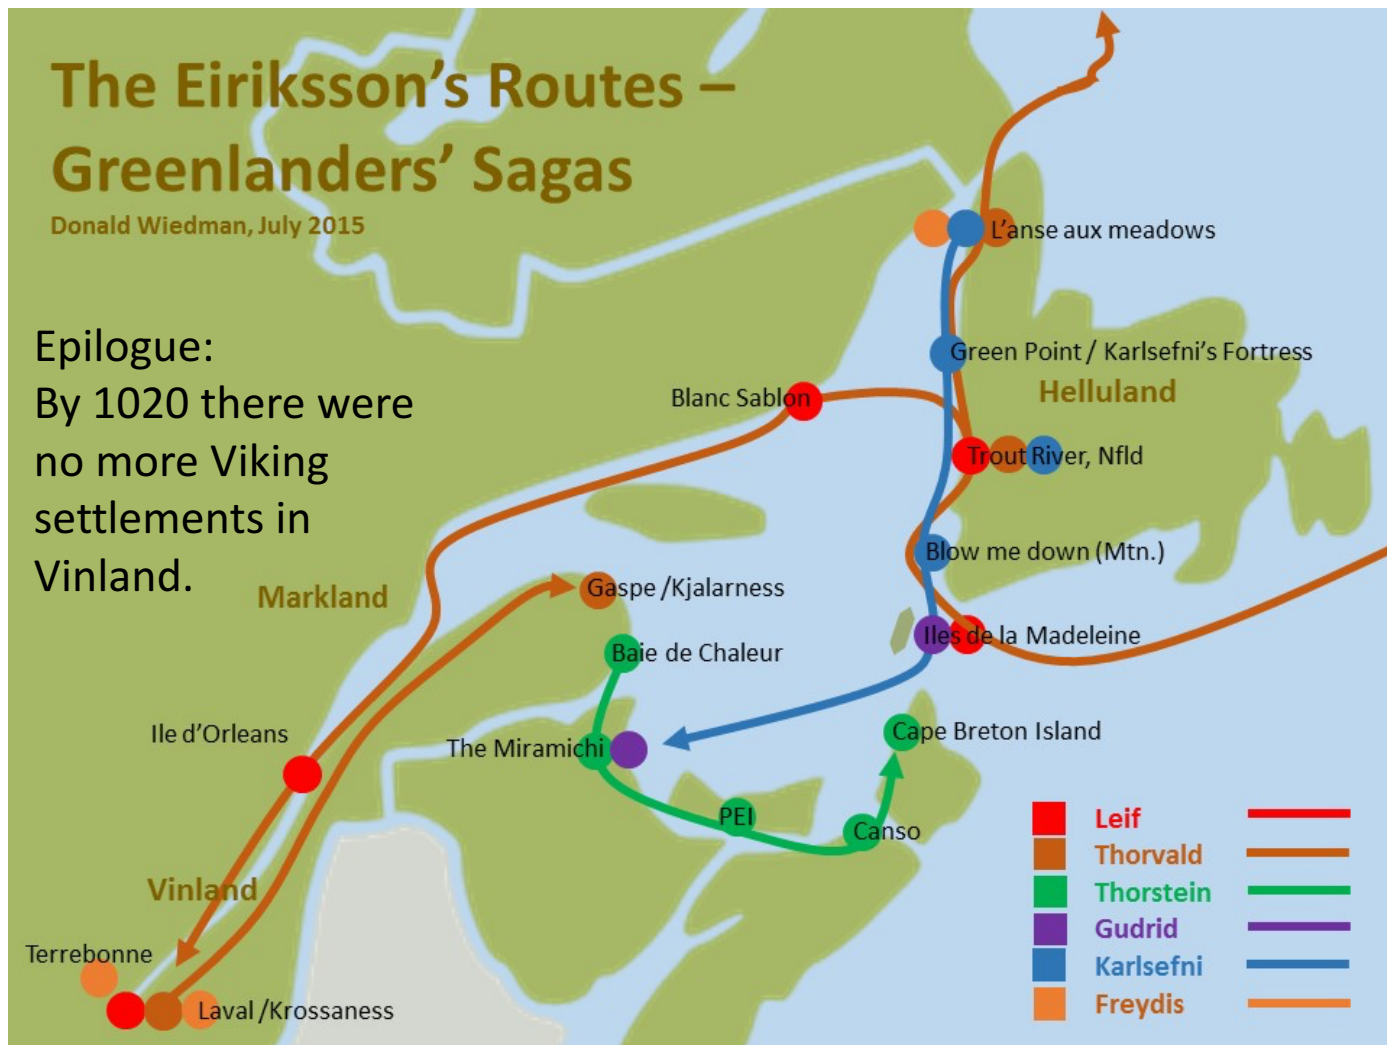 The Eiriksson's Routes –
Greenlanders' Sagas
Donald Wiedman, July 2015
L'anse aux meadows
Epilogue:
By 1020 there were
no more Viking
settlements in
Vinland.
Green Point / Karlsefni's Fortress
Helluland
Blanc Sablon
Trout River, Nfld
Blow me down (Mtn.)
Markland
Gaspe /Kjalarness
Iles de la Madeleine
Baie de Chaleur
Ile d'Orleans
The Miramichi
Cape Breton Island
PEI
Canso
Vinland
Terrebonne
Laval /Krossaness
Leif
Thorvald
Thorstein
Gudrid
Karlsefni
Freydis